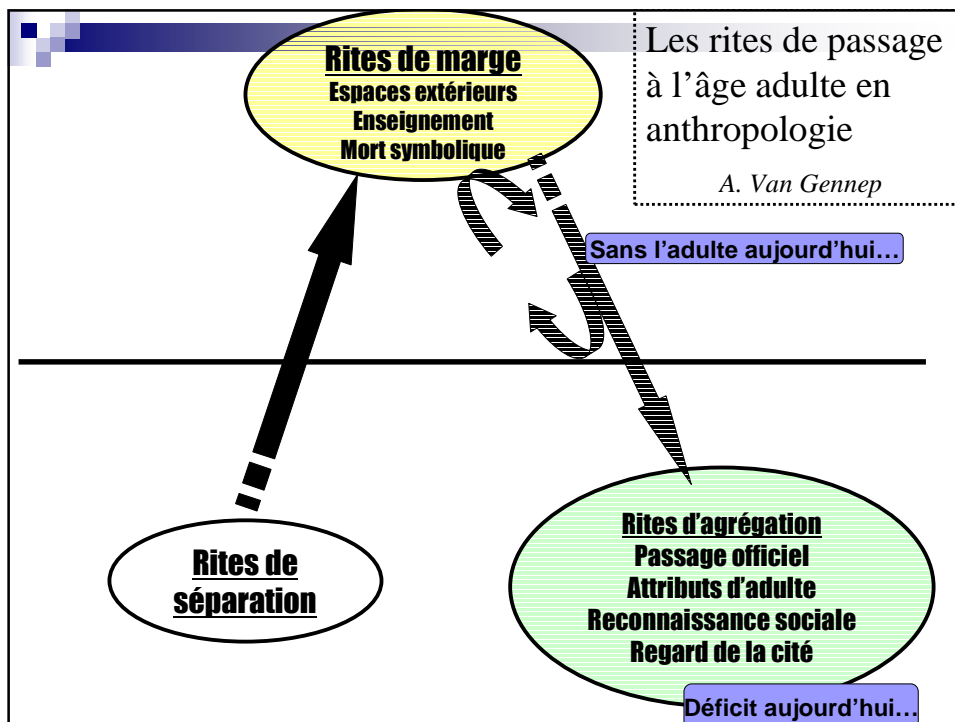 Les rites de passage
à l'âge adulte en
anthropologie
A. Van Gennep
Rites de marge
Espaces extérieurs
Enseignement
Mort symbolique
Sans l'adulte aujourd'hui…
Rites de
séparation
Rites d'agrégation
Passage officiel
Attributs d'adulte
Reconnaissance sociale
Regard de la cité
Déficit aujourd'hui…